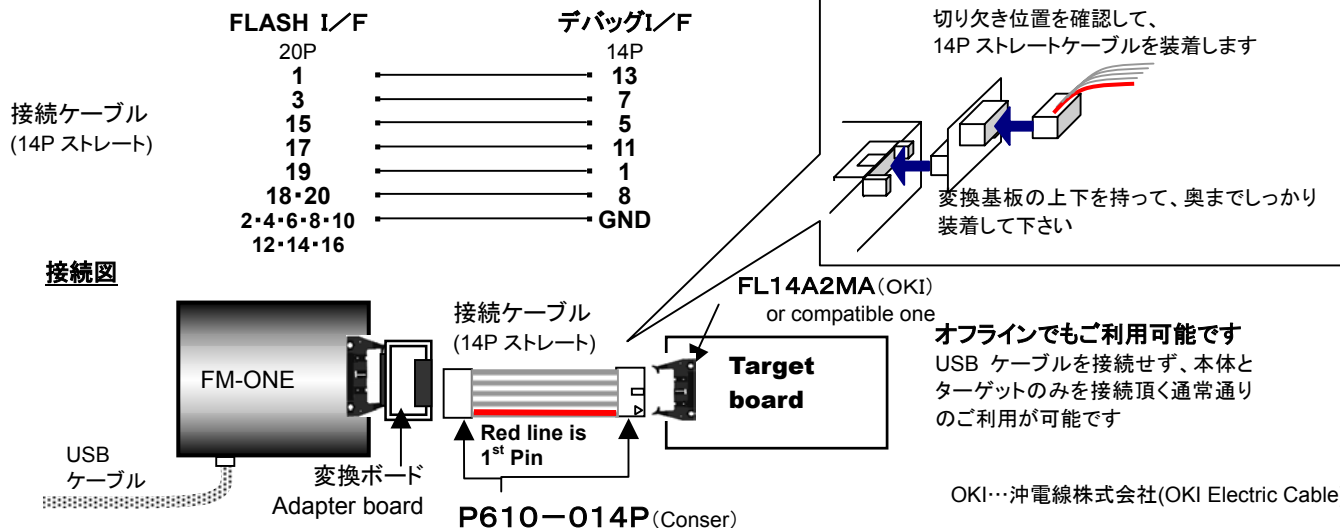 FLASH I／F デバッグI／F
20P 14P
1 13
3 7
15 5
17 11
19 1
18・20 8
2・4・6・8・10 GND
12・14・16
接続ケーブル
(14P ストレート)
切り欠き位置を確認して、
14P ストレートケーブルを装着します
変換基板の上下を持って、奥までしっかり
装着して下さい
接続図
FM-ONE
USB
ケーブル
変換ボード
Adapter board
接続ケーブル
(14P ストレート)
Red line is
1st Pin
P610－014P(Conser)
FL14A2MA(OKI)
or compatible one
Target
board
オフラインでもご利用可能です
USB ケーブルを接続せず、本体と
ターゲットのみを接続頂く通常通り
のご利用が可能です
OKI…沖電線株式会社(OKI Electric Cable